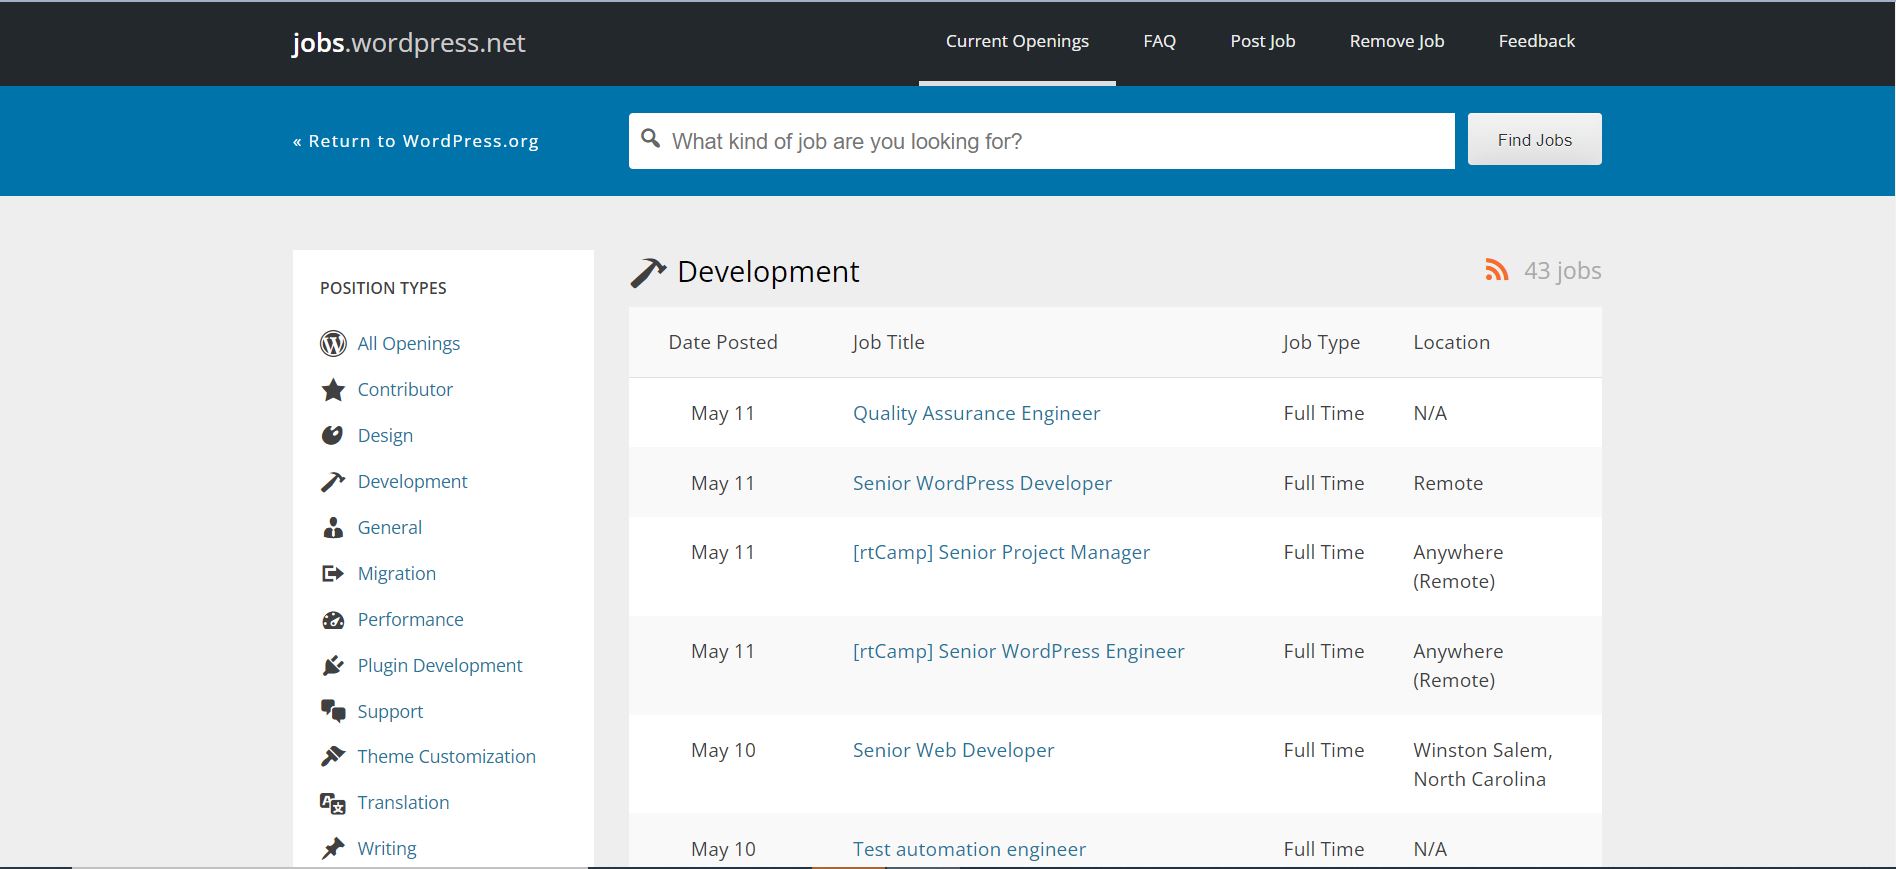 jobs.wordpress.net
Current Openings FAQ Post Job Remove Job Feedback
« Return to WordPress.org
What kind of job are you looking for?
Find Jobs
POSITION TYPES
All Openings
Contributor
Design
Development
General
Migration
Performance
Plugin Development
Support
Theme Customization
Translation
Writing
Development
43 jobs
Date Posted Job Title Job Type Location
May 11 Quality Assurance Engineer Full Time N/A
May 11 Senior WordPress Developer Full Time Remote
May 11 [rtCamp] Senior Project Manager Full Time Anywhere
(Remote)
May 11 [rtCamp] Senior WordPress Engineer Full Time Anywhere
(Remote)
May 10 Senior Web Developer Full Time Winston Salem,
North Carolina
May 10 Test automation engineer Full Time N/A